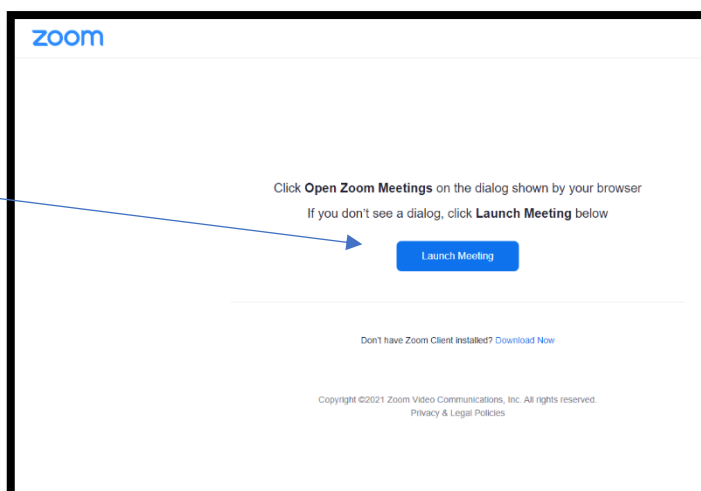 zoom
Click Open Zoom Meetings on the dialog shown by your browser
If you don't see a dialog, click Launch Meeting below
Launch Meeting
Don't have Zoom Client installed? Download Now
Copyright ©2021 Zoom Video Communications, Inc. All rights reserved.
Privacy & Legal Policies